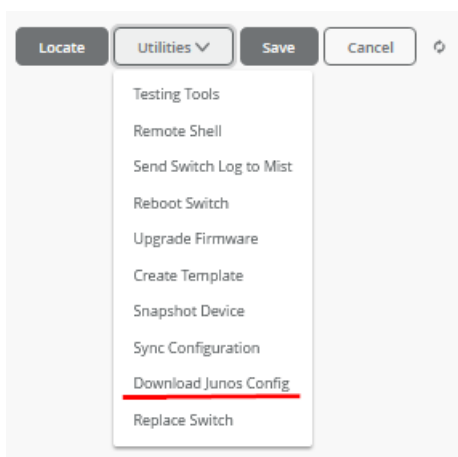 Locate Utilities Save Cancel
Testing Tools
Remote Shell
Send Switch Log to Mist
Reboot Switch
Upgrade Firmware
Create Template
Snapshot Device
Sync Configuration
Download Junos Config
Replace Switch